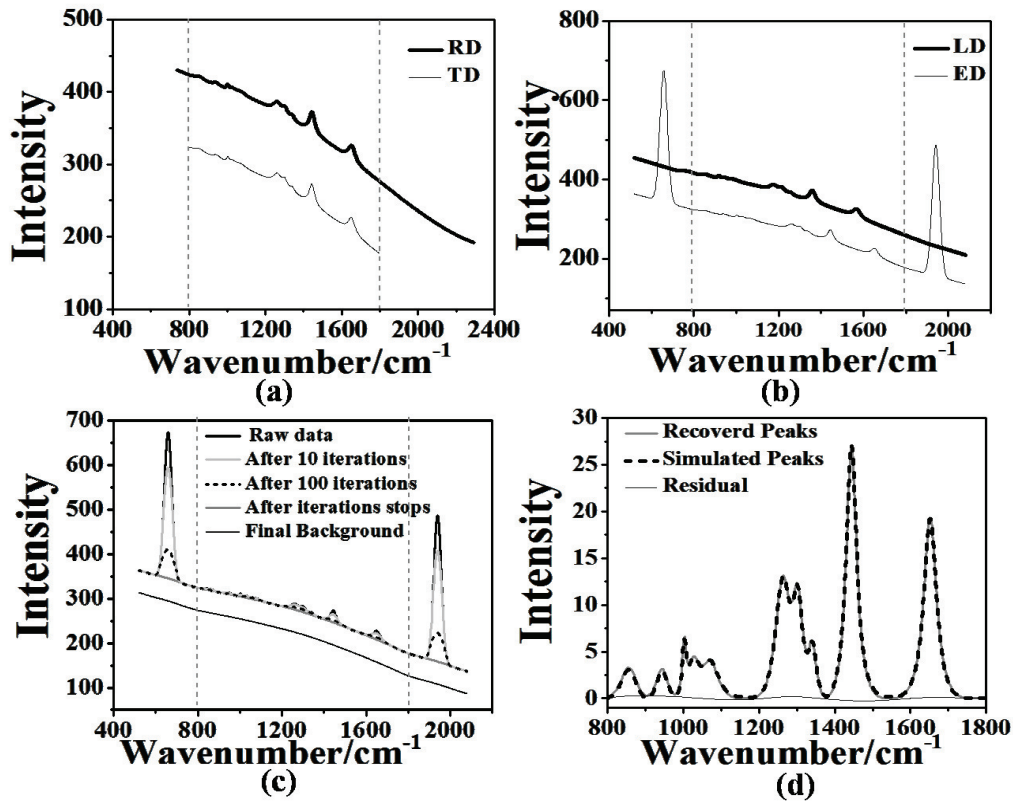 500
400
300
200
100
Intensity
RD
TD
400 800 1200 1600 2000 2400
Wavenumber/cm-1
(a)
800
600
400
200
Intensity
LD
ED
400 800 1200 1600 2000
Wavenumber/cm-1
(b)
700
600
500
400
300
200
100
Intensity
Raw data
After 10 iterations
After 100 iterations
After iterations stops
Final Background
400 800 1200 1600 2000
Wavenumber/cm-1
(c)
30
25
20
15
10
5
0
Intensity
Recoverd Peaks
Simulated Peaks
Residual
800 1000 1200 1400 1600 1800
Wavenumber/cm-1
(d)